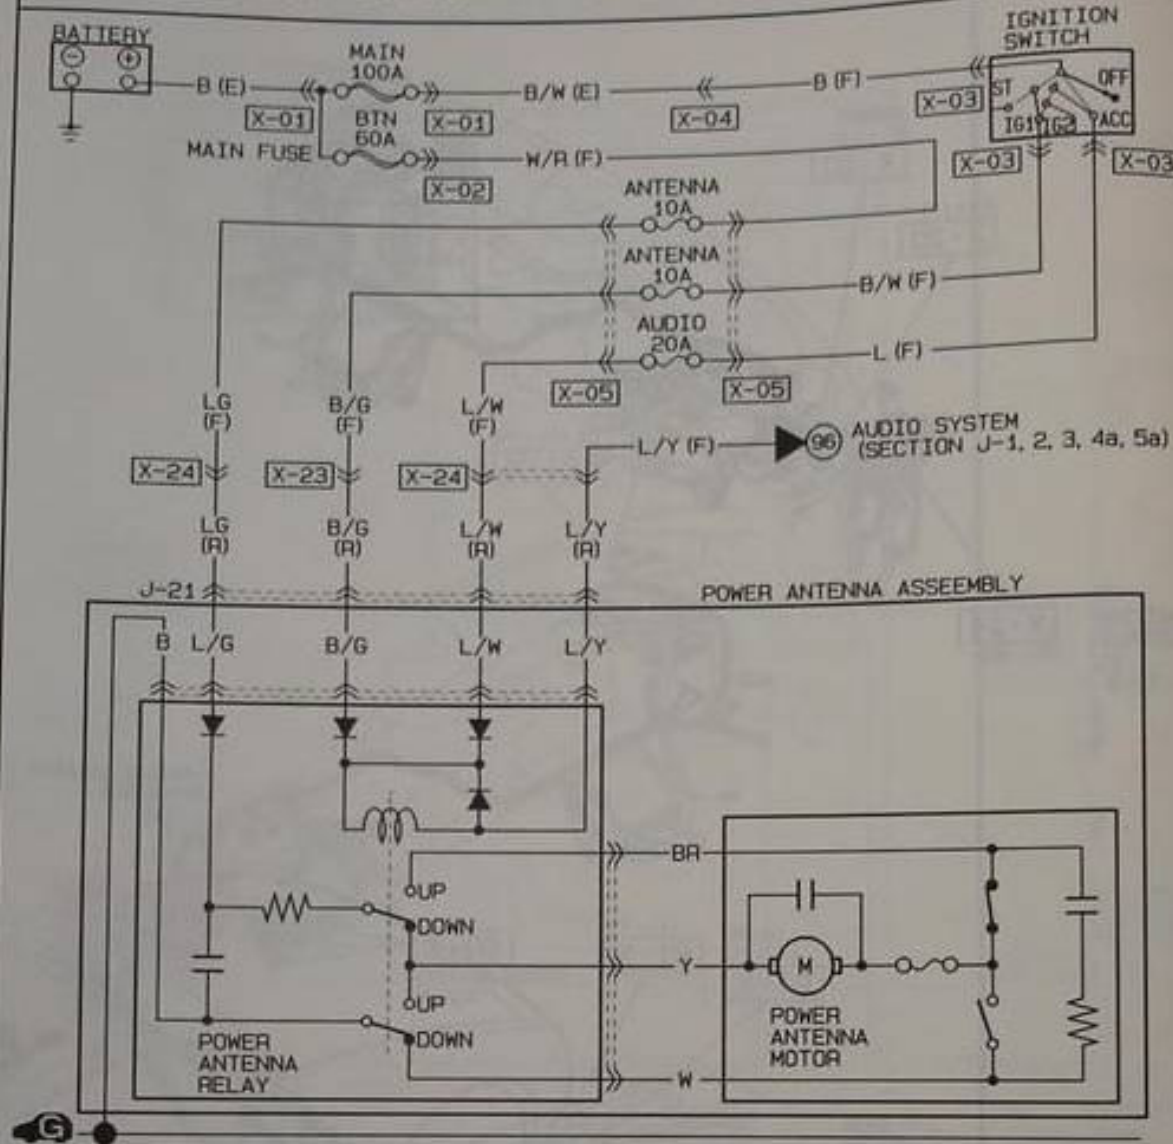 BATTERY
MAIN
100A
IGNITION
SWITCH
B (E)
B/W (E)
B (F)
X-01
X-01
X-04
X-03
ST
OFF
IG1
IG2
ACC
BTN
60A
MAIN FUSE
X-02
W/R (F)
X-03
X-03
ANTENNA
10A
ANTENNA
10A
B/W (F)
AUDIO
20A
L (F)
X-05
X-05
LG
(F)
B/G
(F)
L/W
(F)
L/Y (F)
96
AUDIO SYSTEM
(SECTION J-1, 2, 3, 4a, 5a)
X-24
X-23
X-24
LG
(R)
B/G
(R)
L/W
(R)
L/Y
(R)
J-21
POWER ANTENNA ASSEEMBLY
B
L/G
B/G
L/W
L/Y
BR
UP
DOWN
Y
M
UP
DOWN
POWER
ANTENNA
MOTOR
POWER
ANTENNA
RELAY
W
G